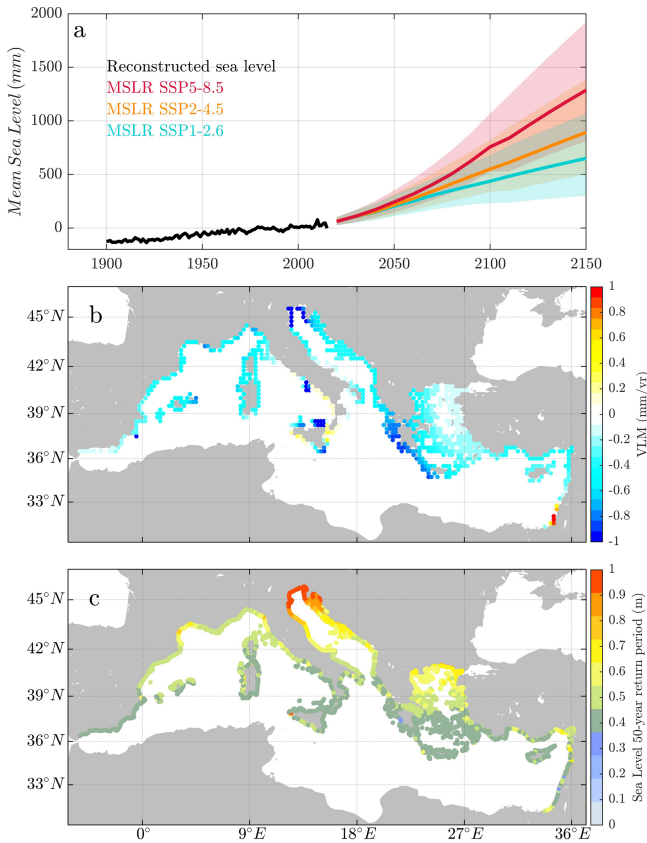 a
Reconstructed sea level
MSLR SSP5-8.5
MSLR SSP2-4.5
MSLR SSP1-2.6
Mean Sea Level (mm)
2000
1500
1000
500
0
1900
1950
2000
2050
2100
2150
b
45°N
42°N
39°N
36°N
33°N
1
0.8
0.6
0.4
0.2
0
-0.2
-0.4
-0.6
-0.8
-1
VLM (mm/yr)
c
45°N
42°N
39°N
36°N
33°N
0°
9°E
18°E
27°E
36°E
1
0.9
0.8
0.7
0.6
0.5
0.4
0.3
0.2
0.1
0
Sea Level 50-year return period (m)